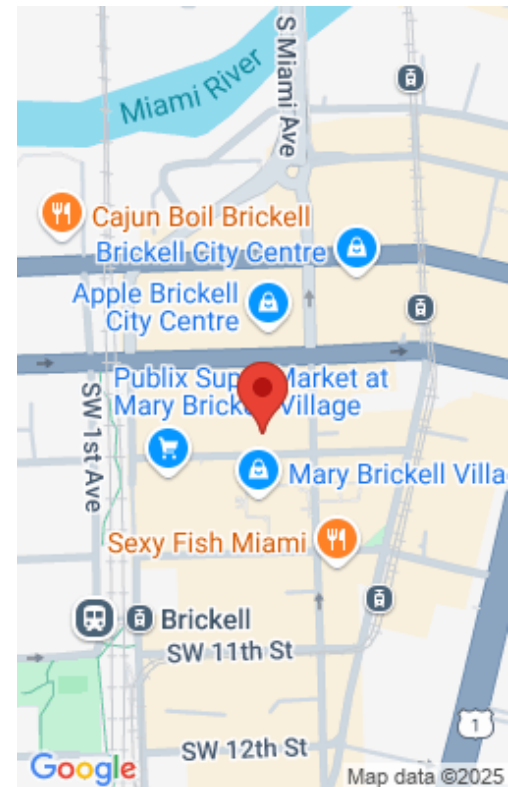 S Miami Ave
Miami River
Cajun Boil Brickell
Brickell City Centre
Apple Brickell
City Centre
Publix Sup Market at
Mary Bricke Village
SW 1st Ave
Mary Brickell Villa
Sexy Fish Miami
Brickell
SW 11th St
1
SW 12th St
Google
Map data ©2025